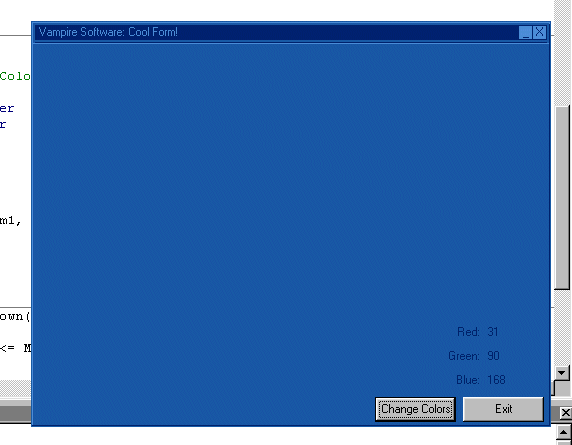 Vampire Software: Cool Form!
Colo
er
r
m1,
own(
<= M
Red: 31
Green: 90
Blue: 168
Change Colors
Exit